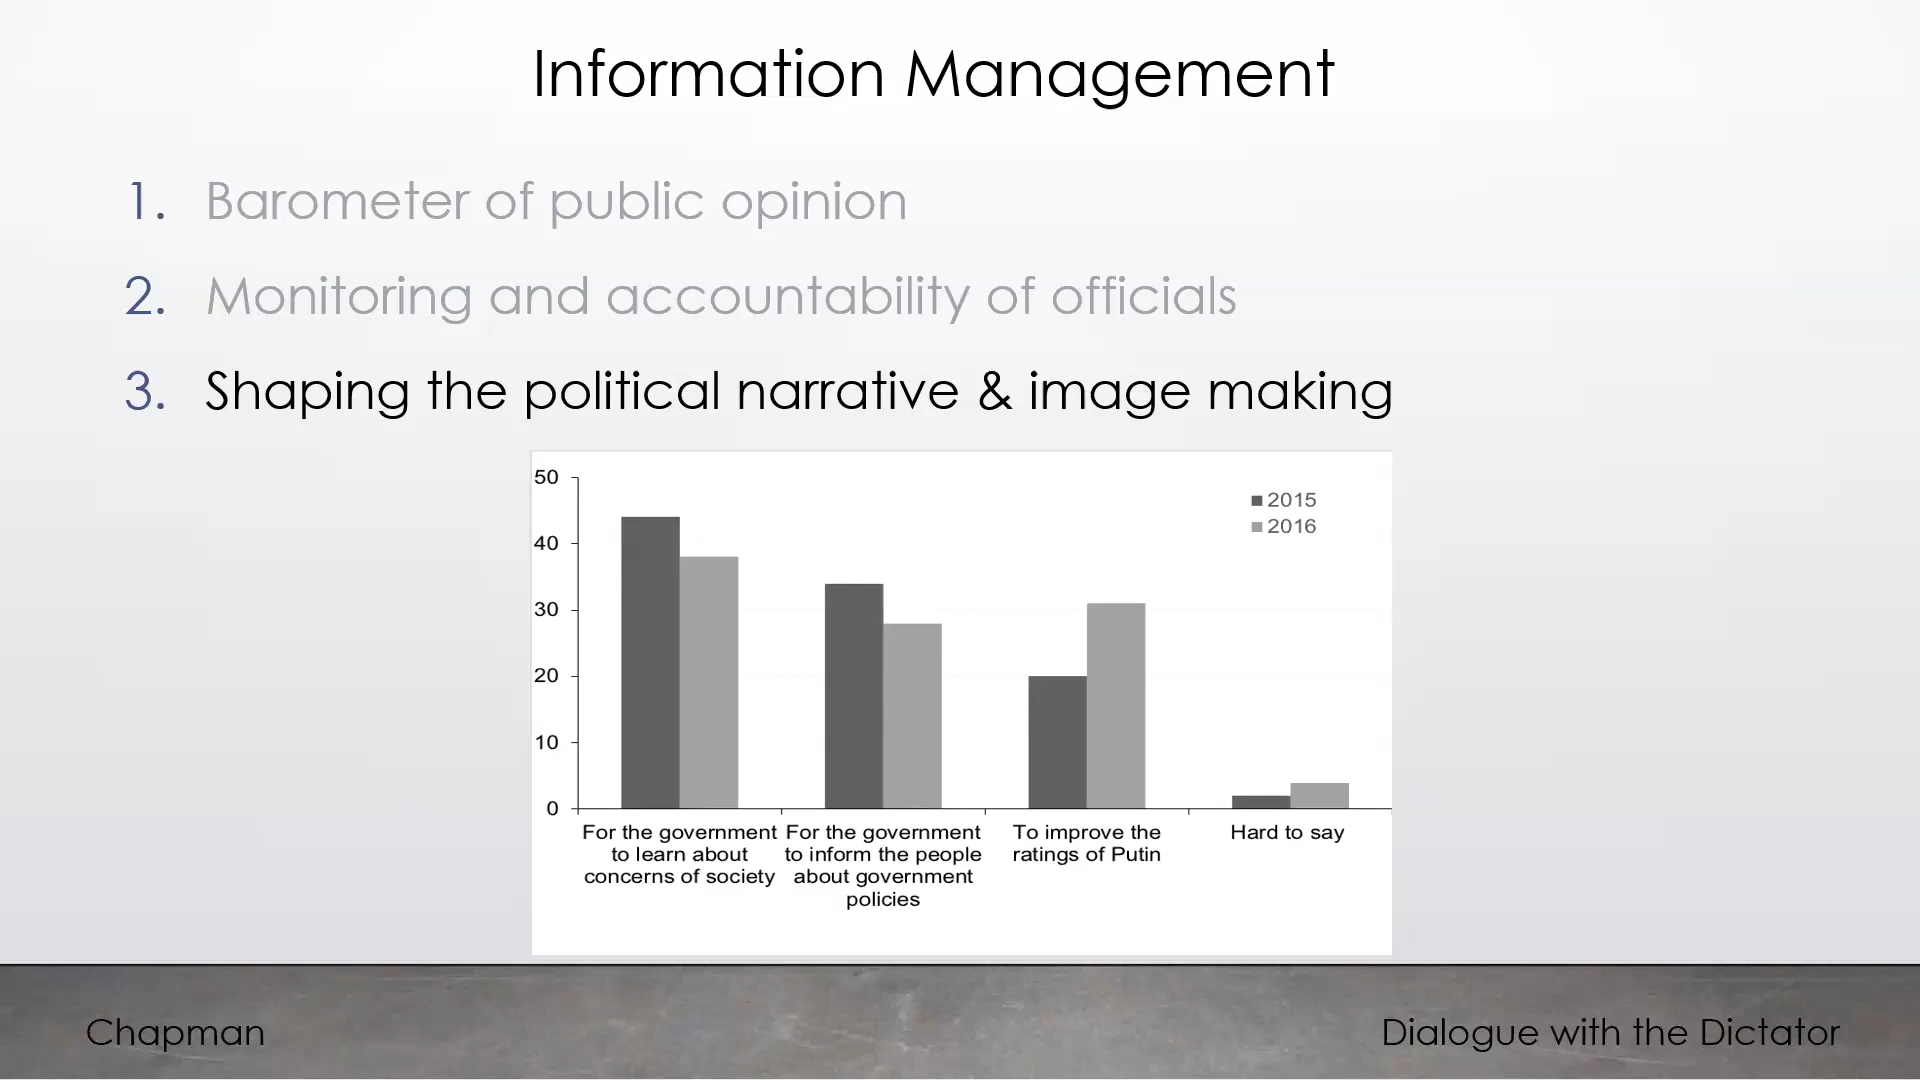 Information Management
1. Barometer of public opinion
2. Monitoring and accountability of officials
3. Shaping the political narrative & image making
50
40
30
20
10
0
2015
2016
For the government
to learn about
concerns of society
For the government
to inform the people
about government
policies
To improve the
ratings of Putin
Hard to say
Chapman
Dialogue with the Dictator